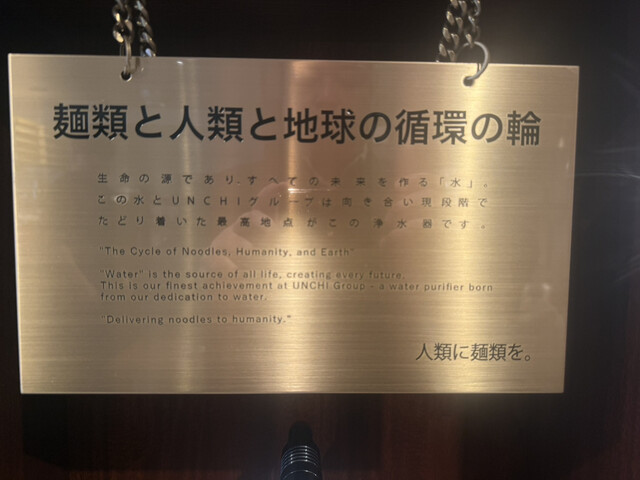 麺類と人類と地球の循環の輪
生命の源であり、すべての未来を作る「水」。
この水とUNCHIグループは向き合い現段階で
たどり着いた最高地点がこの浄水器です。
"The Cycle of Noodles, Humanity, and Earth"
"Water" is the source of all life, creating every future.
This is our finest achievement at UNCHI Group - a water purifier born
from our dedication to water.
"Delivering noodles to humanity."
人類に麺類を。